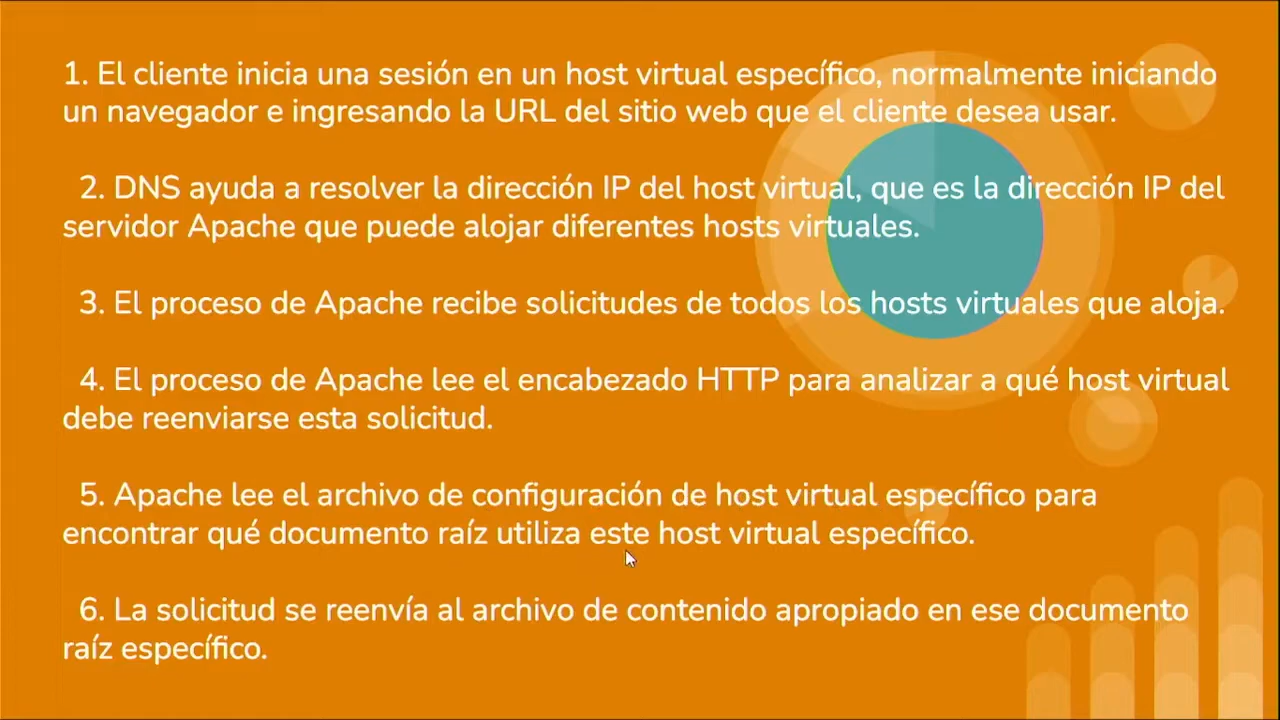 1. El cliente inicia una sesión en un host virtual específico, normalmente iniciando
un navegador e ingresando la URL del sitio web que el cliente desea usar.
2. DNS ayuda a resolver la dirección IP del host virtual, que es la dirección IP del
servidor Apache que puede alojar diferentes hosts virtuales.
3. El proceso de Apache recibe solicitudes de todos los hosts virtuales que aloja.
4. El proceso de Apache lee el encabezado HTTP para analizar a qué host virtual
debe reenviarse esta solicitud.
5. Apache lee el archivo de configuración de host virtual específico para
encontrar qué documento raíz utiliza este host virtual específico.
6. La solicitud se reenvía al archivo de contenido apropiado en ese documento
raíz específico.